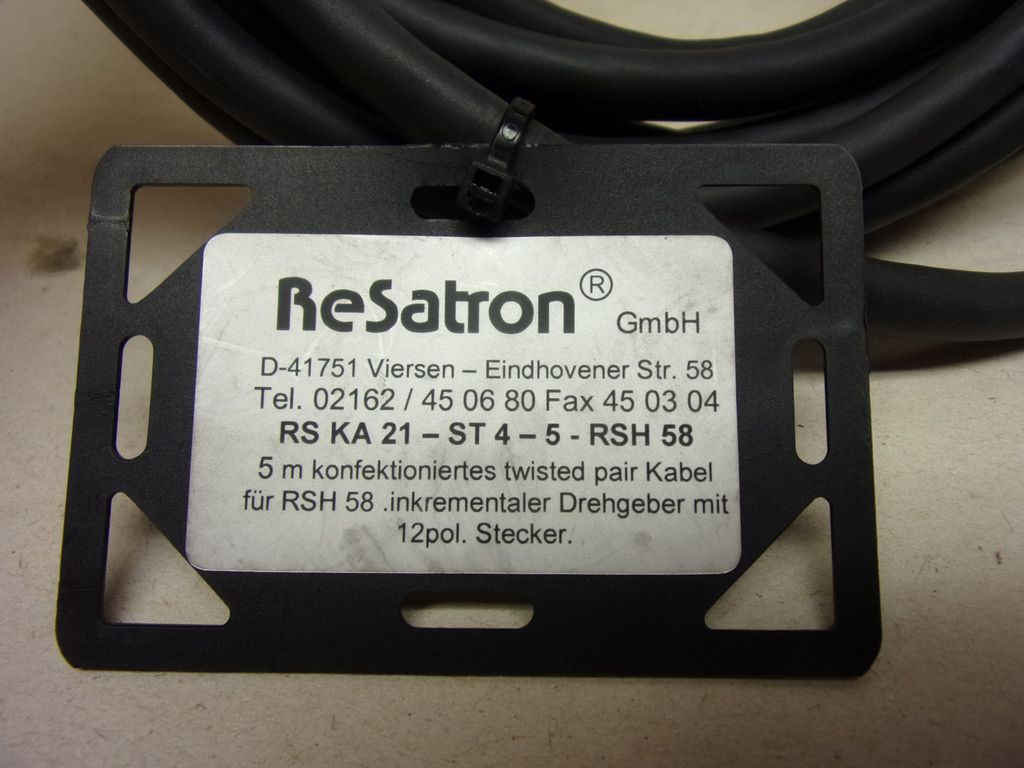 ReSatron® GmbH
D-41751 Viersen – Eindhovener Str. 58
Tel. 02162 / 45 06 80 Fax 45 03 04
RS KA 21 – ST 4 – 5 - RSH 58
5 m konfektioniertes twisted pair Kabel
für RSH 58 .inkrementaler Drehgeber mit
12pol. Stecker.